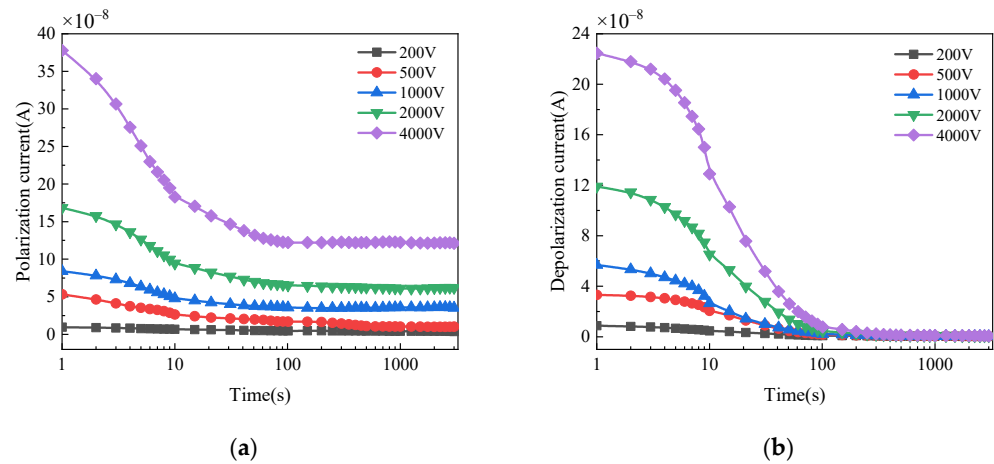 ×10⁻⁸
40
35
30
25
20
15
10
5
0
Polarization current(A)
200V
500V
1000V
2000V
4000V
1
10
100
1000
Time(s)
(a)
×10⁻⁸
24
20
16
12
8
4
0
Depolarization current(A)
200V
500V
1000V
2000V
4000V
1
10
100
1000
Time(s)
(b)